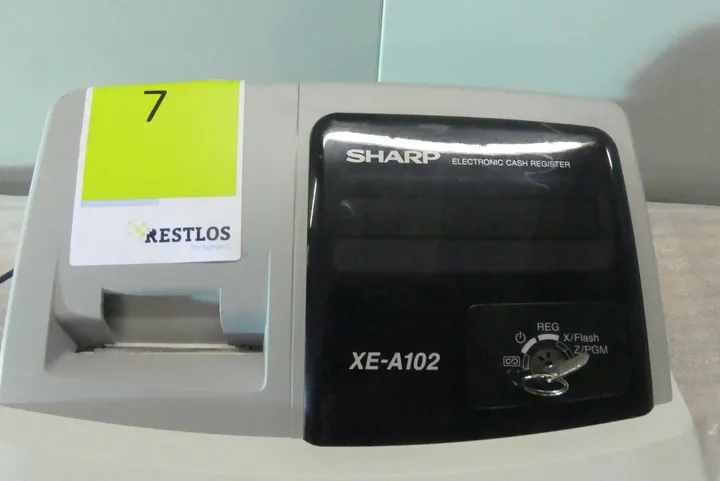 7
RESTLOS
SHARP ELECTRONIC CASH REGISTER
REG
X/Flash
Z/PGM
XE-A102